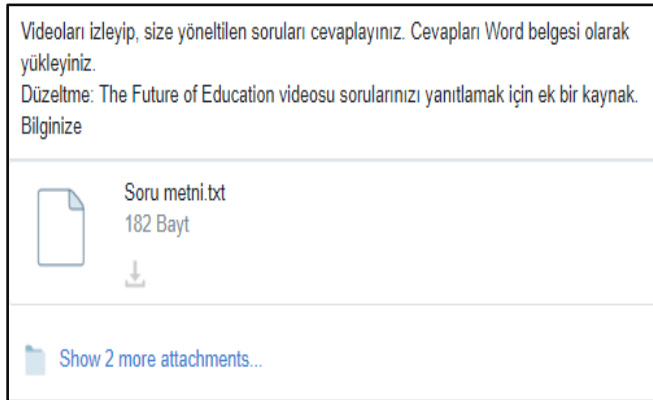 Videoları izleyip, size yöneltilen soruları cevaplayınız. Cevapları Word belgesi olarak
yükleyiniz.
Düzeltme: The Future of Education videosu sorularınızı yanıtlamak için ek bir kaynak.
Bilginize
Soru metni.txt
182 Bayt
Show 2 more attachments...